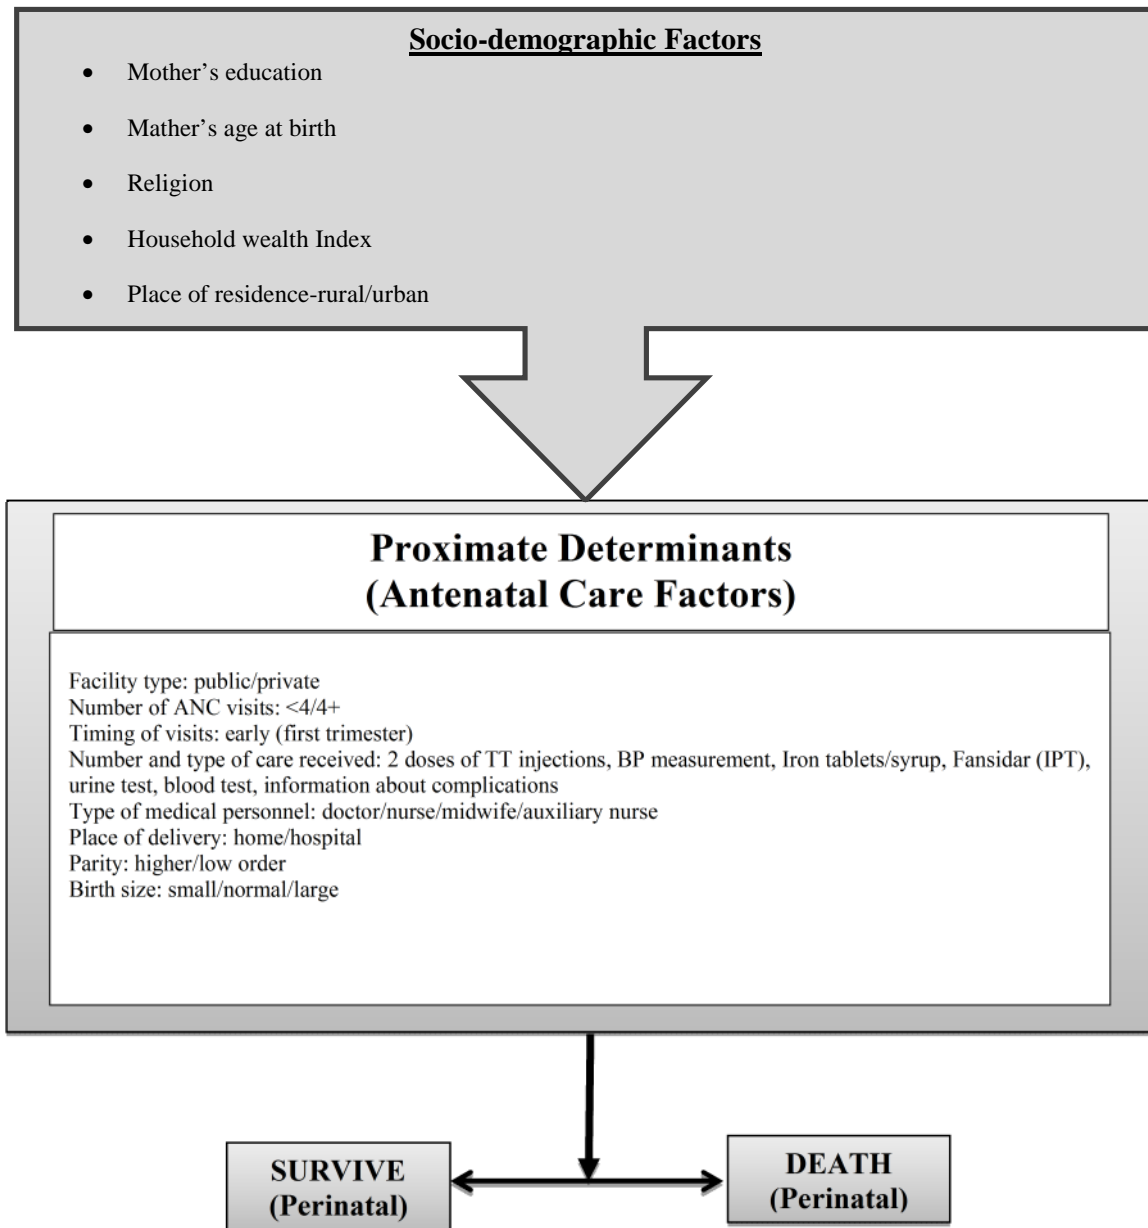 Socio-demographic Factors
• Mother’s education
• Mather’s age at birth
• Religion
• Household wealth Index
• Place of residence-rural/urban
Proximate Determinants
(Antenatal Care Factors)
Facility type: public/private
Number of ANC visits: <4/4+
Timing of visits: early (first trimester)
Number and type of care received: 2 doses of TT injections, BP measurement, Iron tablets/syrup, Fansidar (IPT),
urine test, blood test, information about complications
Type of medical personnel: doctor/nurse/midwife/auxiliary nurse
Place of delivery: home/hospital
Parity: higher/low order
Birth size: small/normal/large
SURVIVE
(Perinatal)
DEATH
(Perinatal)